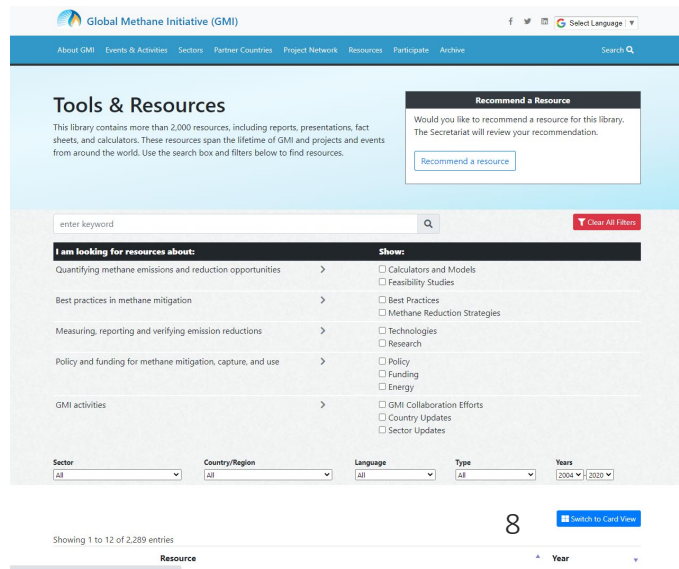 Global Methane Initiative (GMI)
Select Language
About GMI Events & Activities Sectors Partner Countries Project Network Resources Participate Archive Search
Tools & Resources
This library contains more than 2,000 resources, including reports, presentations, fact
sheets, and calculators. These resources span the lifetime of GMI and projects and events
from around the world. Use the search box and filters below to find resources.
Recommend a Resource
Would you like to recommend a resource for this library.
The Secretariat will review your recommendation.
Recommend a resource
enter keyword
Clear All Filters
I am looking for resources about: Show:
Quantifying methane emissions and reduction opportunities
Calculators and Models
Feasibility Studies
Best practices in methane mitigation
Best Practices
Methane Reduction Strategies
Measuring, reporting and verifying emission reductions
Technologies
Research
Policy and funding for methane mitigation, capture, and use
Policy
Funding
Energy
GMI activities
GMI Collaboration Efforts
Country Updates
Sector Updates
Sector Country/Region Language Type Years
All All All All 2004 - 2020
8
Switch to Card View
Showing 1 to 12 of 2,289 entries
Resource Year